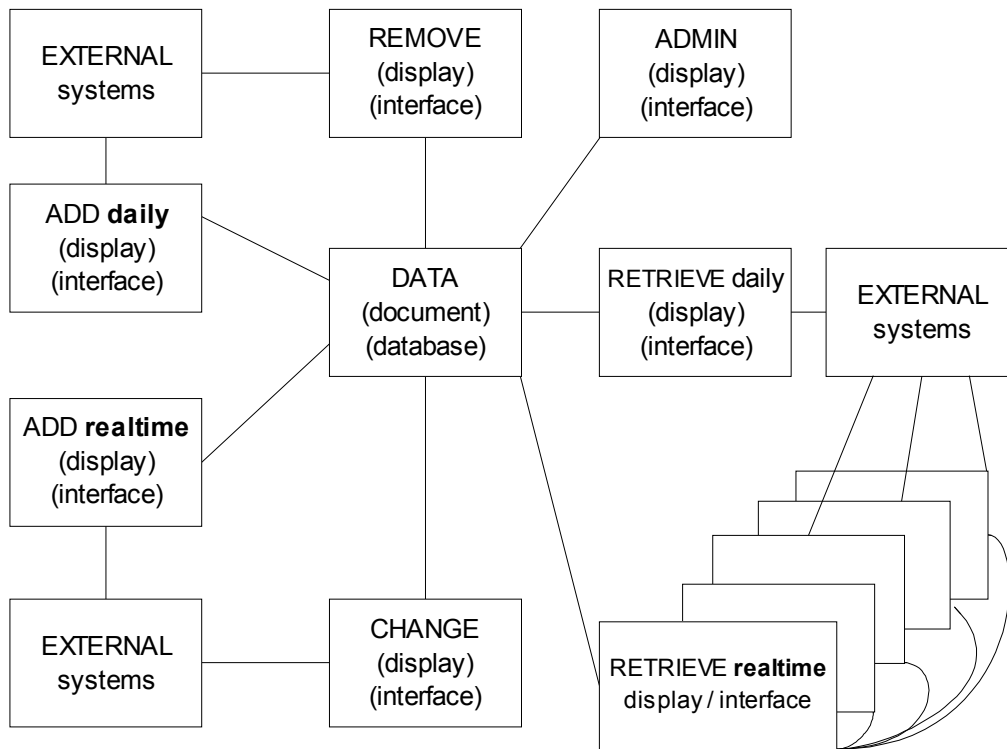 EXTERNAL
systems
REMOVE
(display)
(interface)
ADMIN
(display)
(interface)
ADD daily
(display)
(interface)
DATA
(document)
(database)
RETRIEVE daily
(display)
(interface)
EXTERNAL
systems
ADD realtime
(display)
(interface)
EXTERNAL
systems
CHANGE
(display)
(interface)
RETRIEVE realtime
display / interface